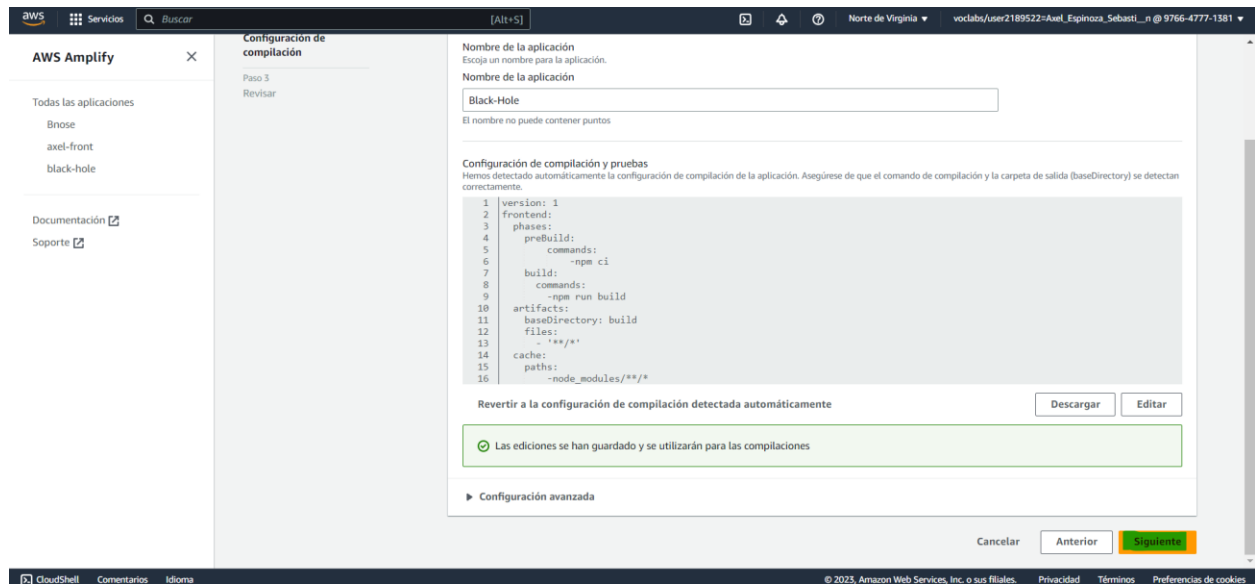 aws
Servicios
Buscar
[Alt+S]
Norte de Virginia ▼
voclabs/user2189522=Axel_Espinoza_Sebasti__n @ 9766-4777-1381 ▼
AWS Amplify
Todas las aplicaciones
Bnose
axel-front
black-hole
Documentación
Soporte
Configuración de
compilación
Paso 3
Revisar
Nombre de la aplicación
Escoja un nombre para la aplicación.
Nombre de la aplicación
Black-Hole
El nombre no puede contener puntos
Configuración de compilación y pruebas
Hemos detectado automáticamente la configuración de compilación de la aplicación. Asegúrese de que el comando de compilación y la carpeta de salida (baseDirectory) se detectan
correctamente.
1 version: 1
2 frontend:
3 phases:
4 preBuild:
5 commands:
6 -npm ci
7 build:
8 commands:
9 -npm run build
10 artifacts:
11 baseDirectory: build
12 files:
13 - '**/*'
14 cache:
15 paths:
16 -node_modules/**/*
Revertir a la configuración de compilación detectada automáticamente
Descargar
Editar
Las ediciones se han guardado y se utilizarán para las compilaciones
Configuración avanzada
Cancelar
Anterior
Siguiente
CloudShell
Comentarios
Idioma
© 2023, Amazon Web Services, Inc. o sus filiales.
Privacidad
Términos
Preferencias de cookies